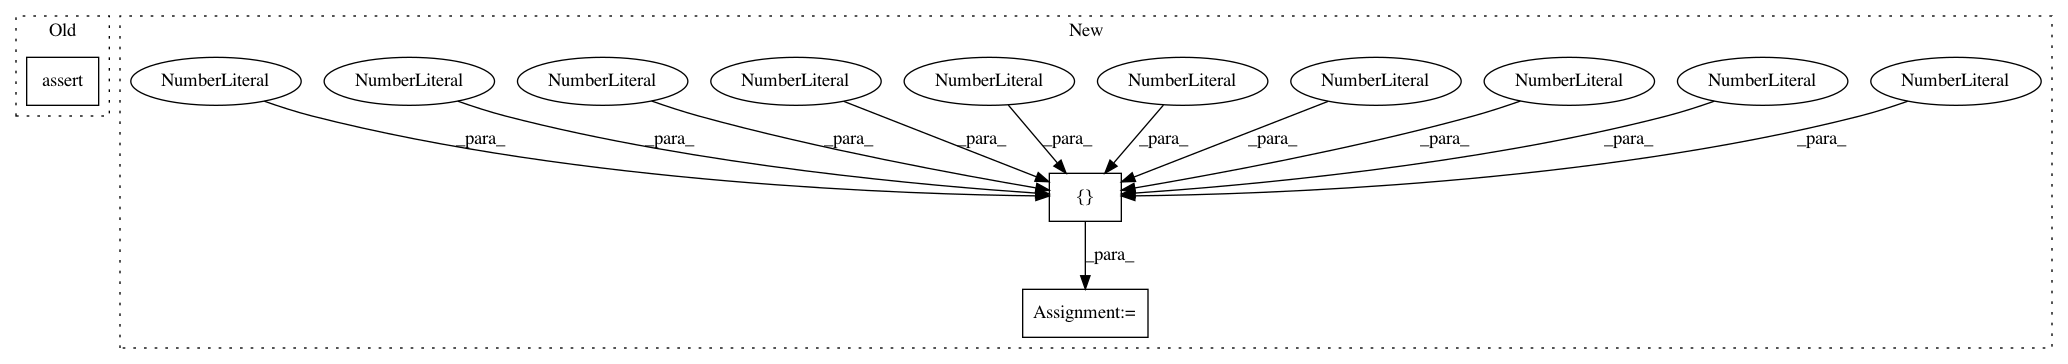 Old
New
assert
NumberLiteral NumberLiteral NumberLiteral NumberLiteral NumberLiteral NumberLiteral NumberLiteral NumberLiteral NumberLiteral NumberLiteral
_para_ _para_ _para_ _para_ _para_ _para_ _para_ _para_ _para_ _para_
{}
_para_
Assignment:=